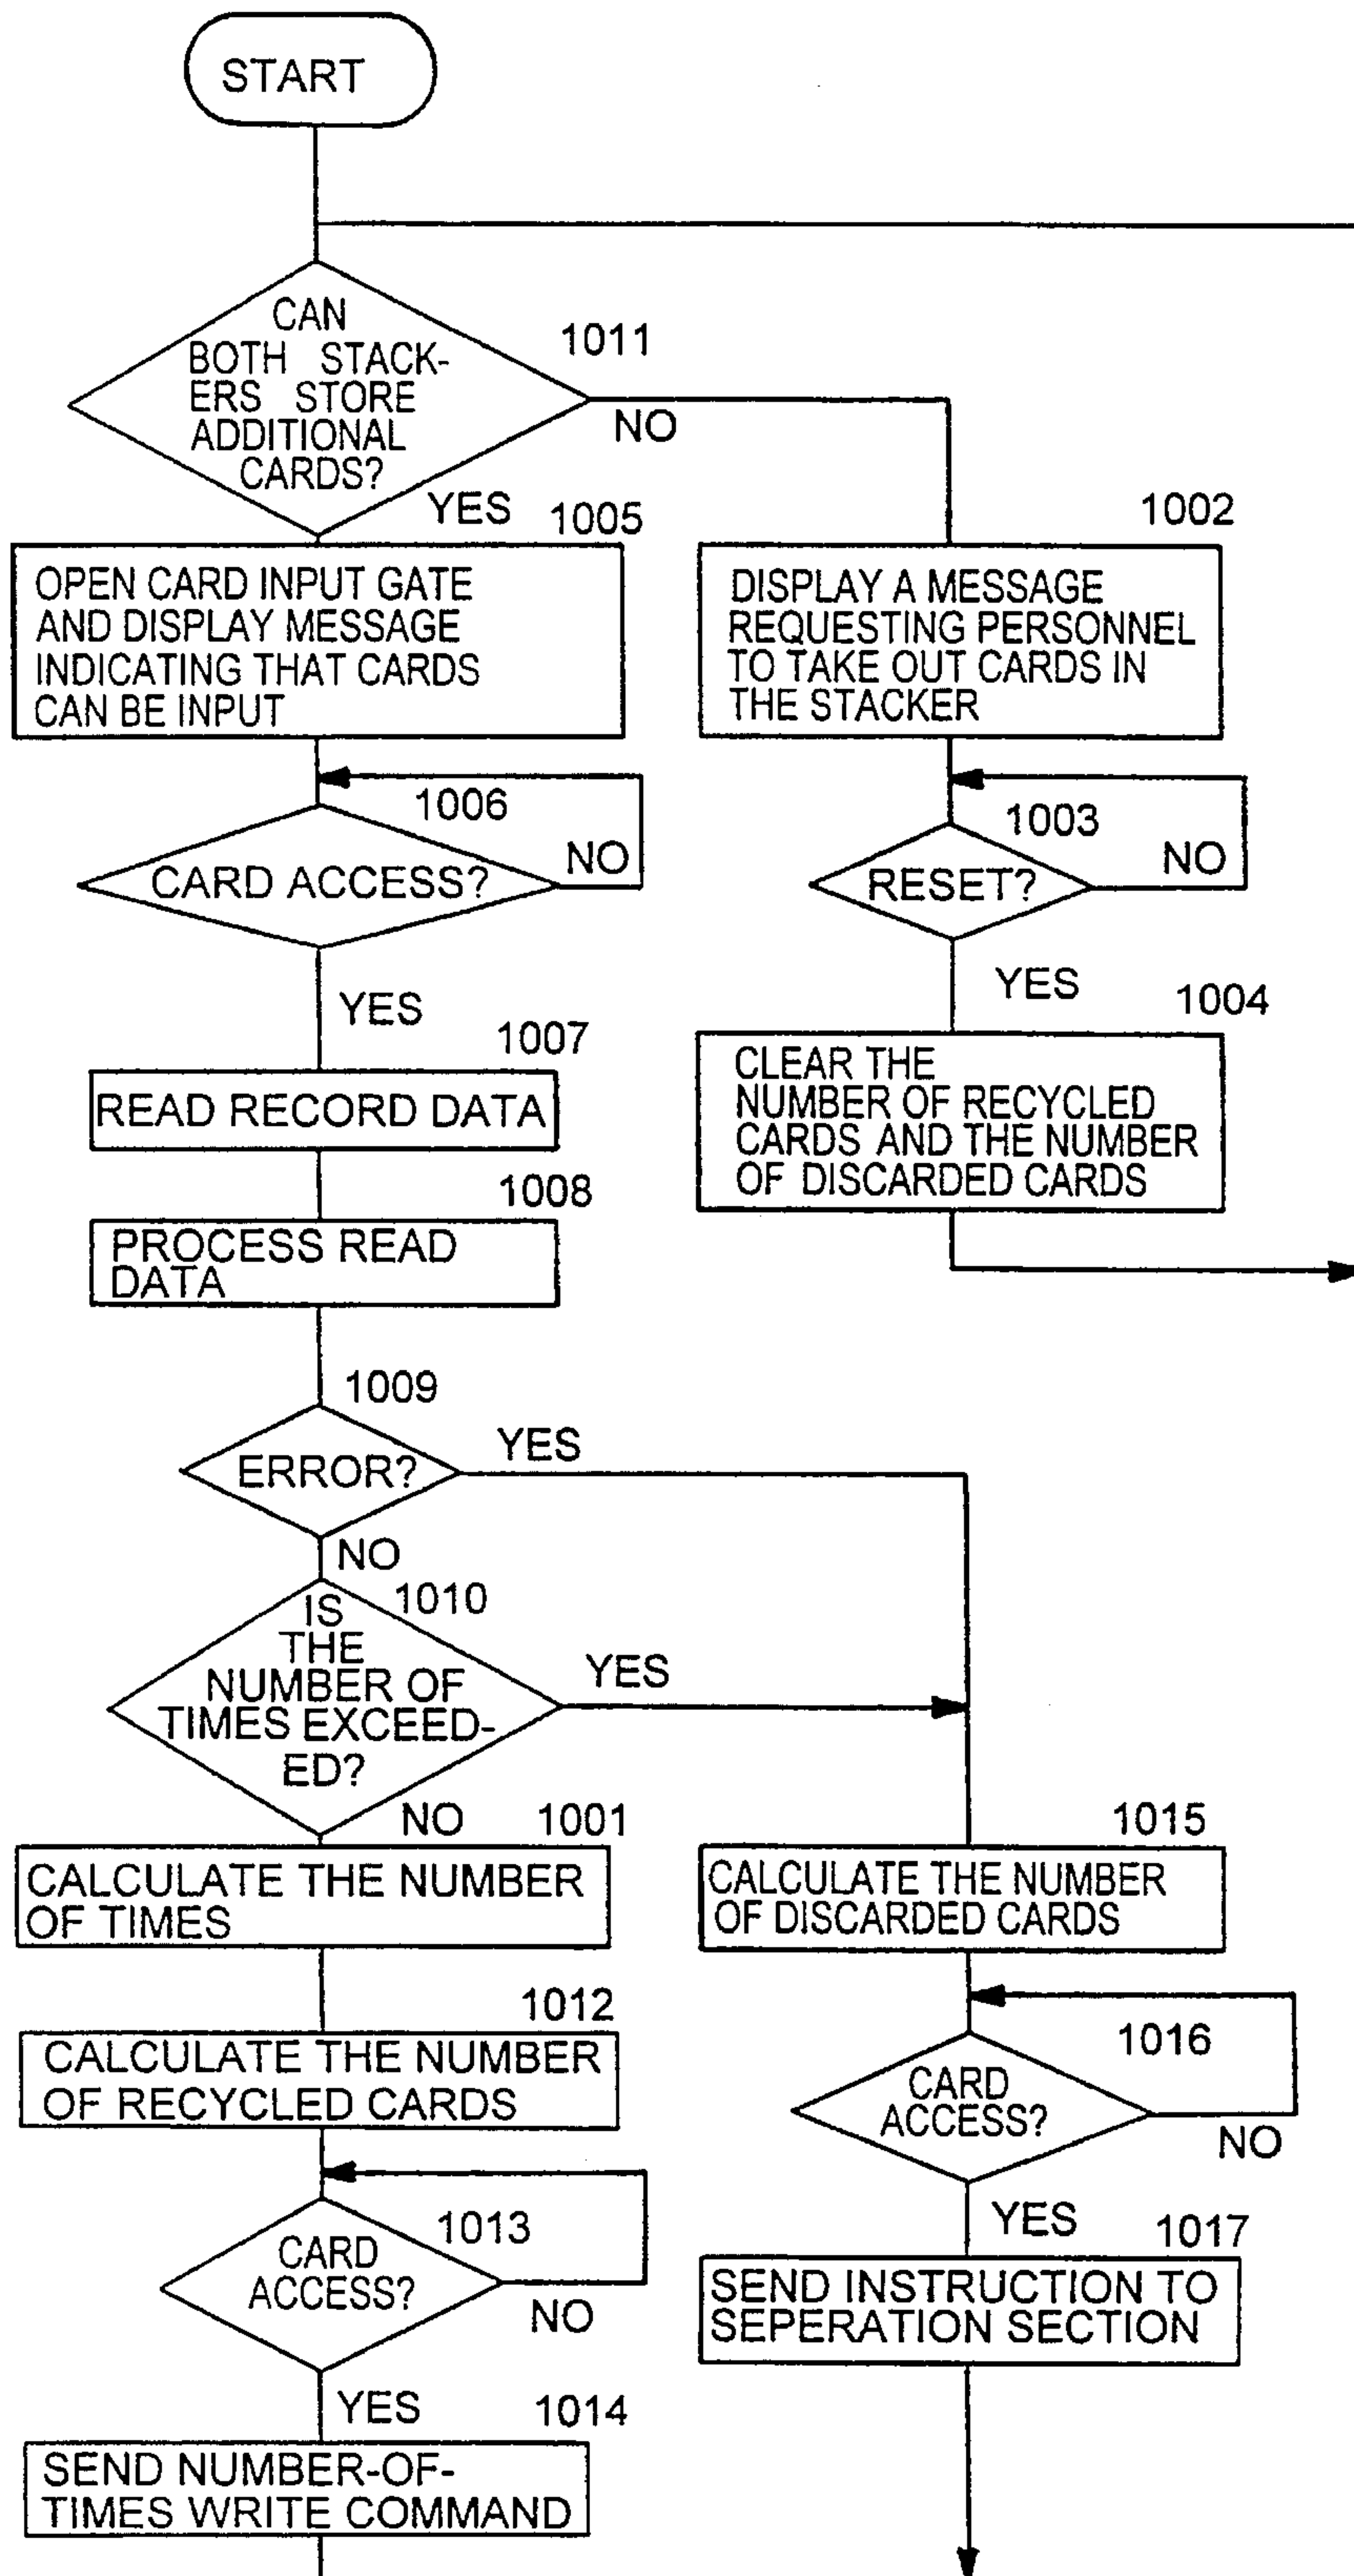 START
CAN
BOTH STACK-
ERS STORE
ADDITIONAL
CARDS?
1011
NO
YES
1005
OPEN CARD INPUT GATE
AND DISPLAY MESSAGE
INDICATING THAT CARDS
CAN BE INPUT
1002
DISPLAY A MESSAGE
REQUESTING PERSONNEL
TO TAKE OUT CARDS IN
THE STACKER
1006
CARD ACCESS?
NO
YES
1003
RESET?
NO
YES
1004
CLEAR THE
NUMBER OF RECYCLED
CARDS AND THE NUMBER
OF DISCARDED CARDS
1007
READ RECORD DATA
1008
PROCESS READ
DATA
1009
ERROR?
YES
NO
1010
IS
THE
NUMBER OF
TIMES EXCEED-
ED?
YES
NO
1001
CALCULATE THE NUMBER
OF TIMES
1012
CALCULATE THE NUMBER
OF RECYCLED CARDS
1013
CARD
ACCESS?
NO
YES
1014
SEND NUMBER-OF-
TIMES WRITE COMMAND
1015
CALCULATE THE NUMBER
OF DISCARDED CARDS
1016
CARD
ACCESS?
NO
YES
1017
SEND INSTRUCTION TO
SEPERATION SECTION